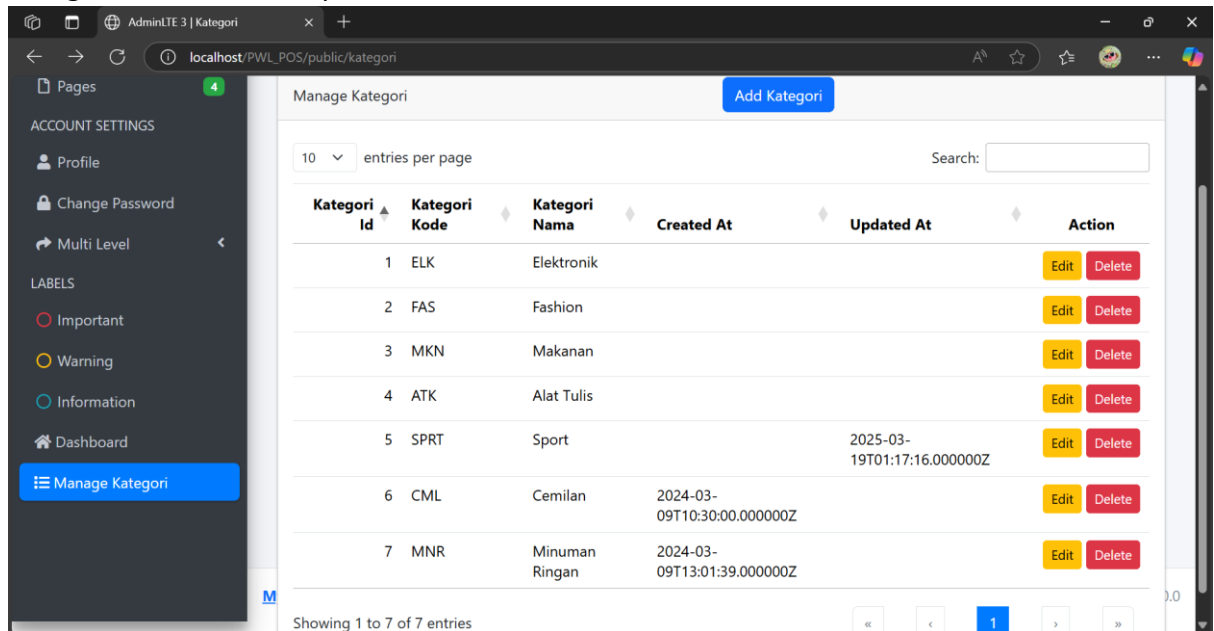 AdminLTE 3 | Kategori
localhost/PWL_POS/public/kategori
Pages 4
ACCOUNT SETTINGS
Profile
Change Password
Multi Level
LABELS
Important
Warning
Information
Dashboard
Manage Kategori
Manage Kategori Add Kategori
10 entries per page Search:
Kategori Id Kategori Kode Kategori Nama Created At Updated At Action
1 ELK Elektronik Edit Delete
2 FAS Fashion Edit Delete
3 MKN Makanan Edit Delete
4 ATK Alat Tulis Edit Delete
5 SPRT Sport 2025-03-
19T01:17:16.000000Z Edit Delete
6 CML Cemilan 2024-03-
09T10:30:00.000000Z Edit Delete
7 MNR Minuman 2024-03-
Ringan 09T13:01:39.000000Z Edit Delete
M .0
Showing 1 to 7 of 7 entries « ‹ 1 › »